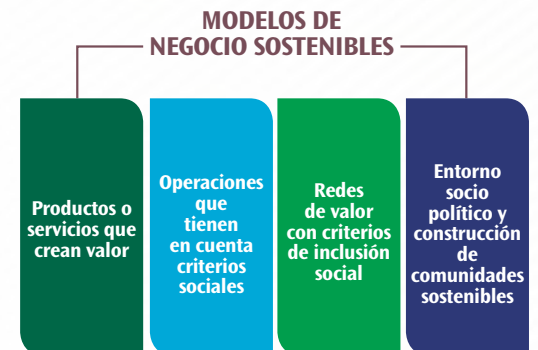 MODELOS DE
NEGOCIO SOSTENIBLES
Productos o
servicios que
crean valor
Operaciones
que
tienen
en cuenta
criterios
sociales
Redes
de valor
con criterios
de inclusión
social
Entorno
socio
político y
construcción
de
comunidades
sostenibles